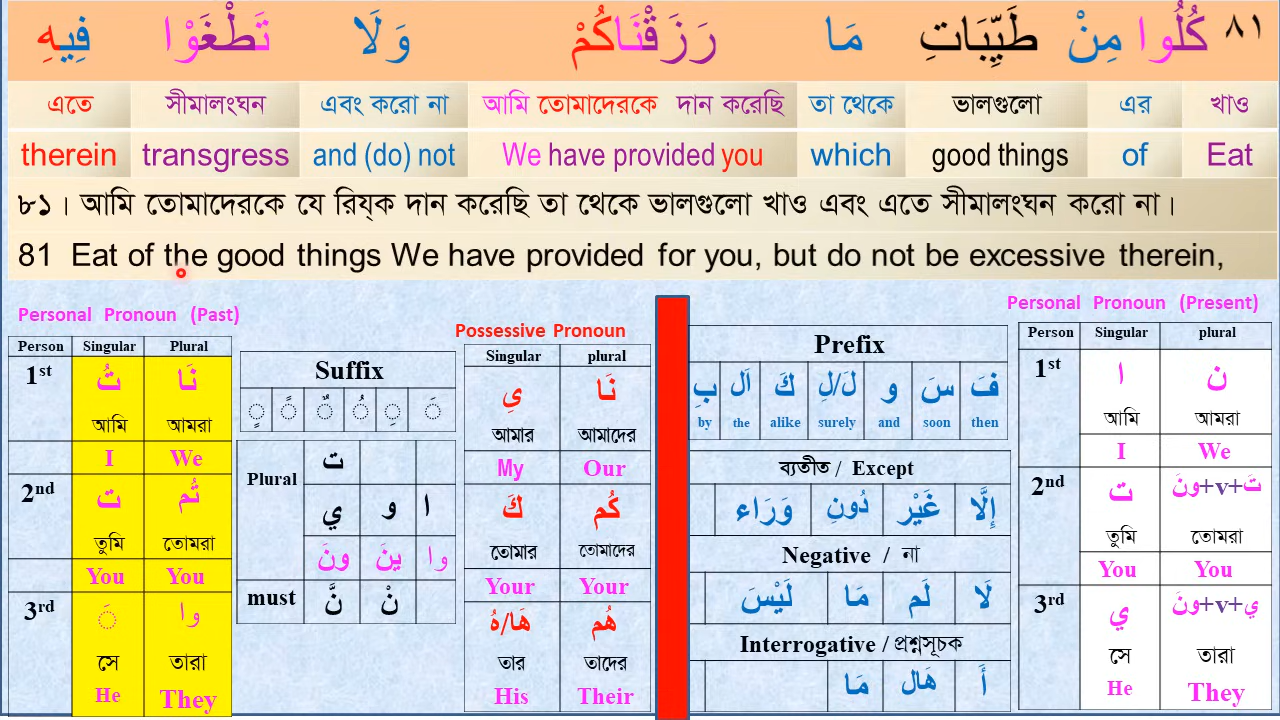 ٨١ كُلُوا مِنْ طَيِّبَاتِ مَا رَزَقْنَاكُمْ وَلَا تَطْغَوْا فِيهِ
এতে সীমালংঘন এবং করো না আমি তোমাদেরকে দান করেছি তা থেকে ভালগুলো এর খাও
therein transgress and (do) not We have provided you which good things of Eat
৮১। আমি তোমাদেরকে যে রিয্‌ক দান করেছি তা থেকে ভালগুলো খাও এবং এতে সীমালংঘন করো না।
81 Eat of the good things We have provided for you, but do not be excessive therein,
Personal Pronoun (Past)
Person Singular Plural
1st تُ نَا
আমি আমরা
I We
2nd ت تُم
তুমি তোমরা
You You
3rd َ وا
সে তারা
He They
Suffix
ٍ ً ٌ ُ ِ َ
Plural ت
ي و ا
ونَ ينَ وا
must نَّ نْ
Possessive Pronoun
Singular plural
يِ نَا
আমার আমাদের
My Our
كَ كُم
তোমার তোমাদের
Your Your
هَا/هُ هُم
তার তাদের
His Their
Prefix
بِ اَل كَ لَ/لِ و سَ فَ
by the alike surely and soon then
ব্যতীত / Except
وَرَاء دُونِ غَيْر إِلَّا
Negative / না
لَيْسَ مَا لَم لَا
Interrogative / প্রশ্নসূচক
مَا هَال أَ
Personal Pronoun (Present)
Person Singular plural
1st ا ن
আমি আমরা
I We
2nd ت تَ+v+ونَ
তুমি তোমরা
You You
3rd ي ي+v+ونَ
সে তারা
He They